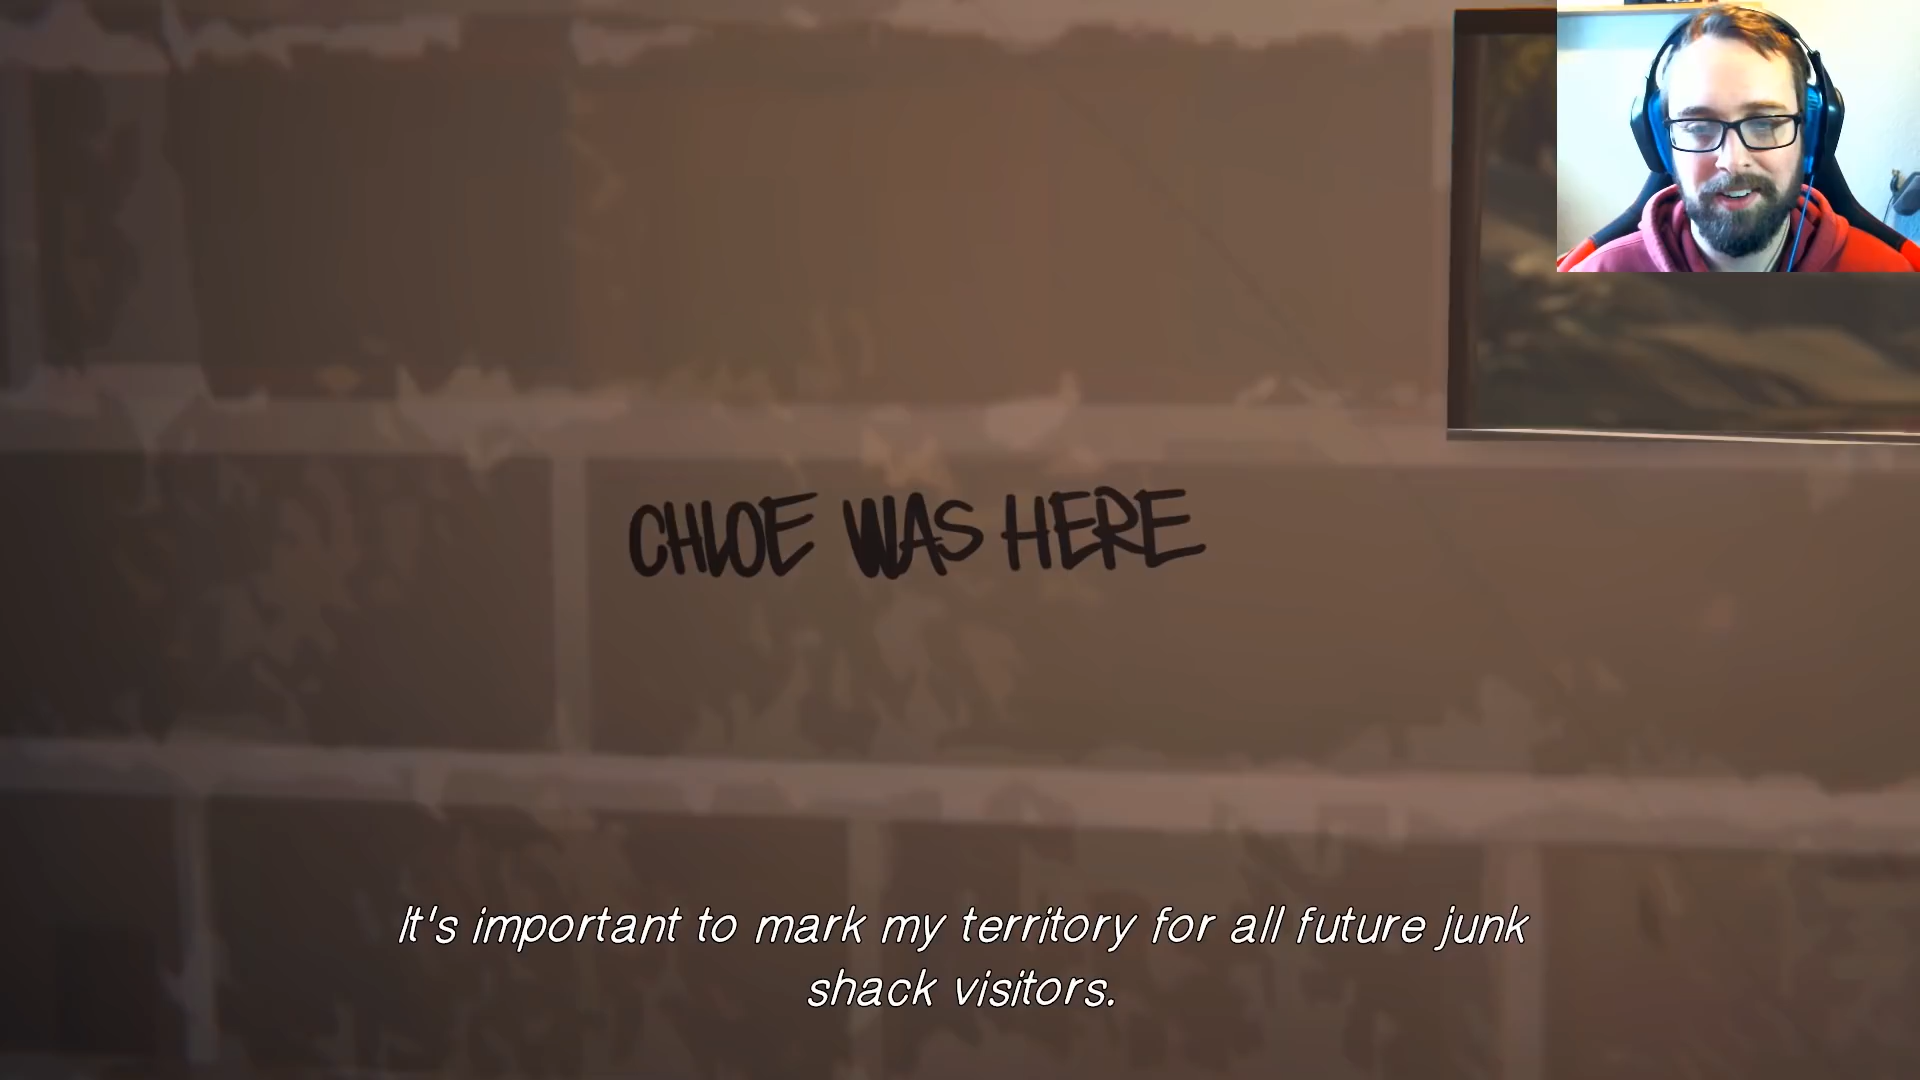 CHLOE WAS HERE
It's important to mark my territory for all future junk
shack visitors.